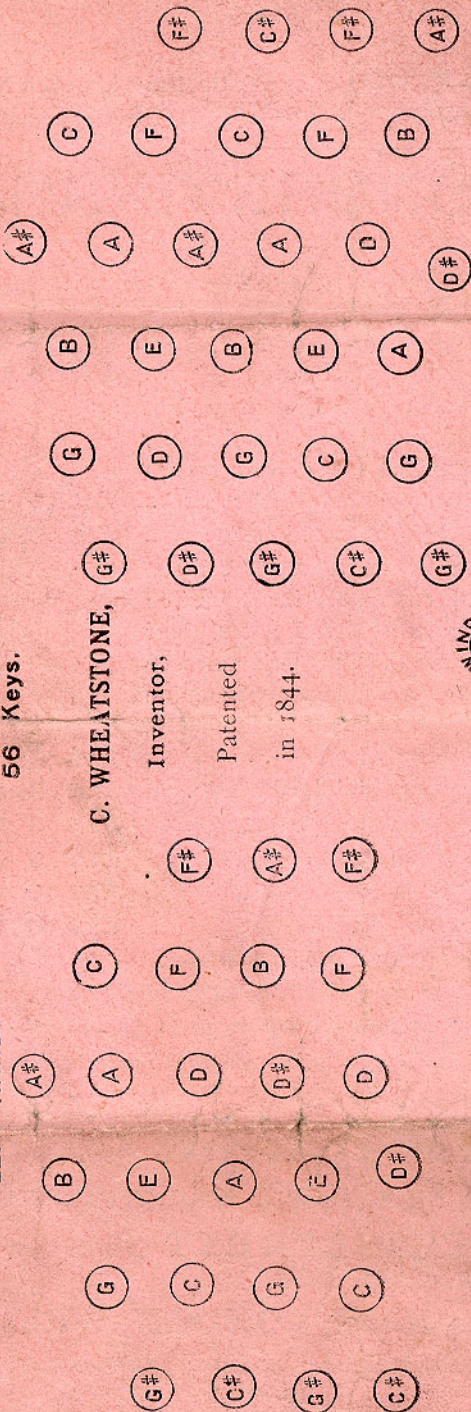 56 Keys.
C. WHEATSTONE,
Inventor,
Patented
in 1844.
G# G B A# C F#
C# C E A F A#
G# G A D B F#
C# C E D# F
D# D
G# G B A# C F#
D# D E A F C#
G# G B A# C F#
C# C E A F A#
G# G A D B
D#